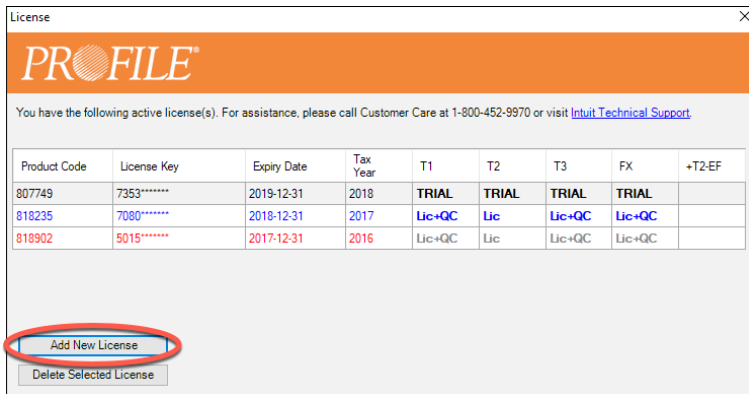 License
PROFILE®
You have the following active license(s). For assistance, please call Customer Care at 1-800-452-9970 or visit Intuit Technical Support.
Product Code License Key Expiry Date Tax Year T1 T2 T3 FX +T2-EF
807749 7353******* 2019-12-31 2018 TRIAL TRIAL TRIAL TRIAL
818235 7080******* 2018-12-31 2017 Lic+QC Lic Lic+QC Lic+QC
818902 5015******* 2017-12-31 2016 Lic+QC Lic Lic+QC Lic+QC
Add New License
Delete Selected License